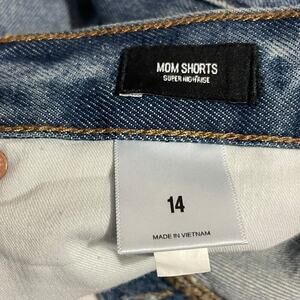 MOM SHORTS
SUPER HIGH RISE
14
MADE IN VIETNAM